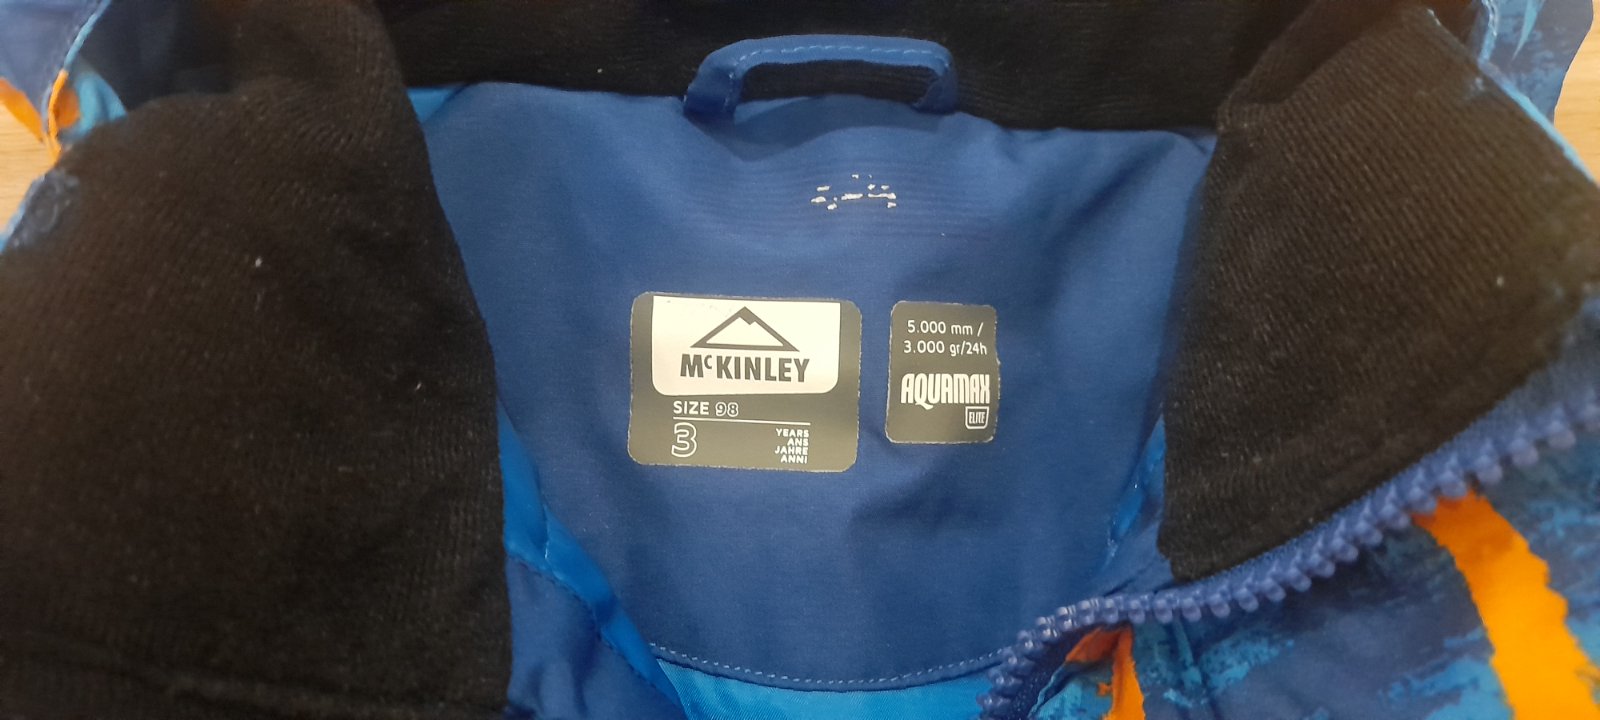 McKINLEY
SIZE 98
3
YEARS
ANS
JAHRE
ANNI
5.000 mm /
3.000 gr/24h
AQUAMAX
ELITE